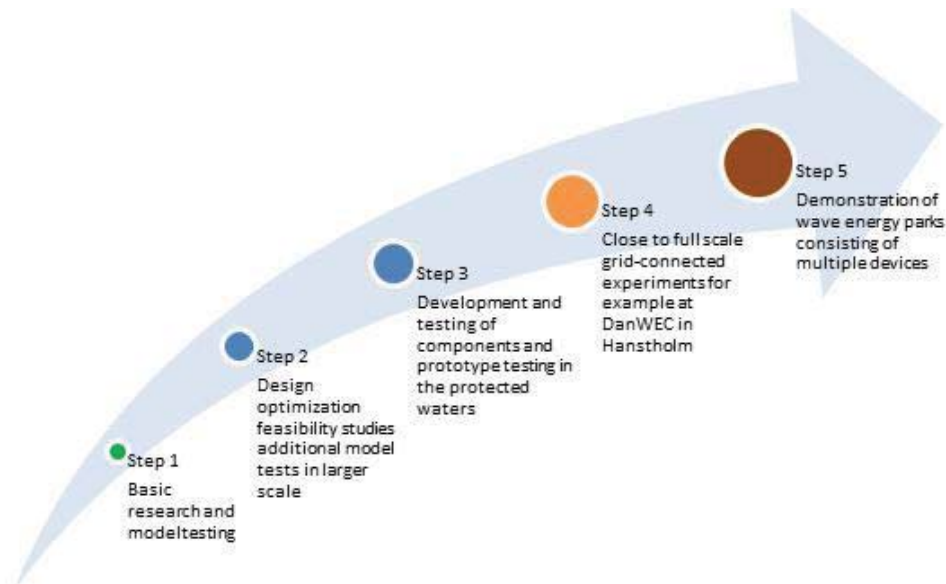 Step 1
Basic
research and
modeltesting
Step 2
Design
optimization
feasibility studies
additional model
tests in larger
scale
Step 3
Development and
testing of
components and
prototype testing in
the protected
waters
Step 4
Close to full scale
grid-connected
experiments for
example at
DanWEC in
Hanstholm
Step 5
Demonstration of
wave energy parks
consisting of
multiple devices